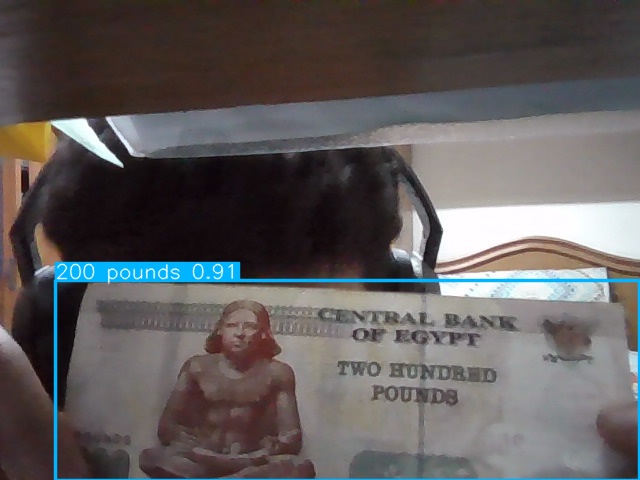 200 pounds 0.91
CENTRAL BANK
OF EGYPT
TWO HUNDRED
POUNDS